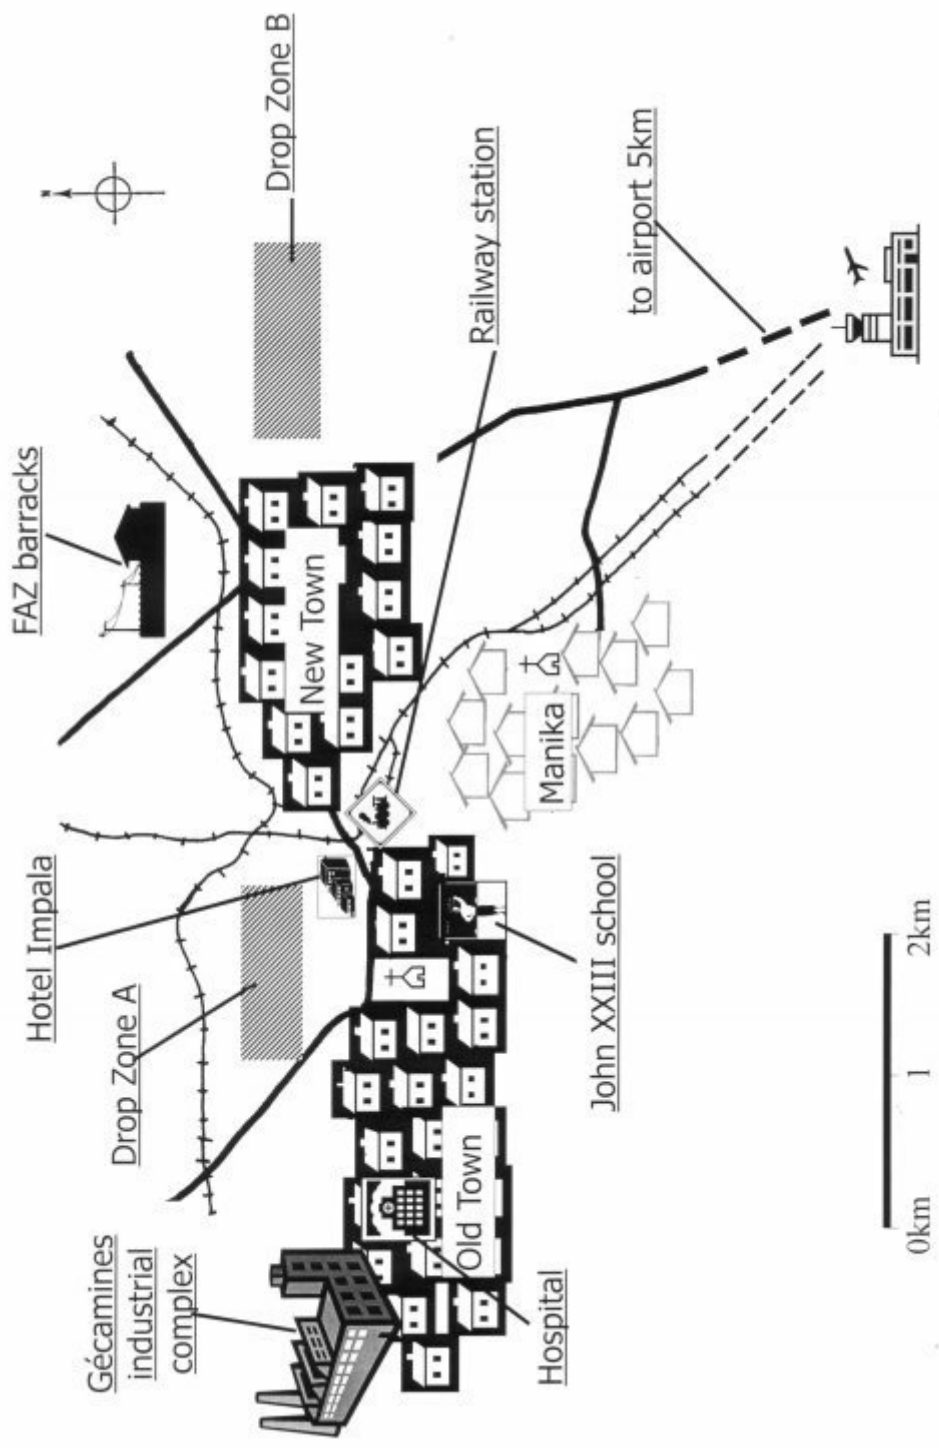 FAZ barracks
Hotel Impala
N
Gécamines
industrial
complex
Drop Zone A
Drop Zone B
New Town
Old Town
Railway station
Hospital
Manika
John XXIII school
to airport 5km
0km 1 2km